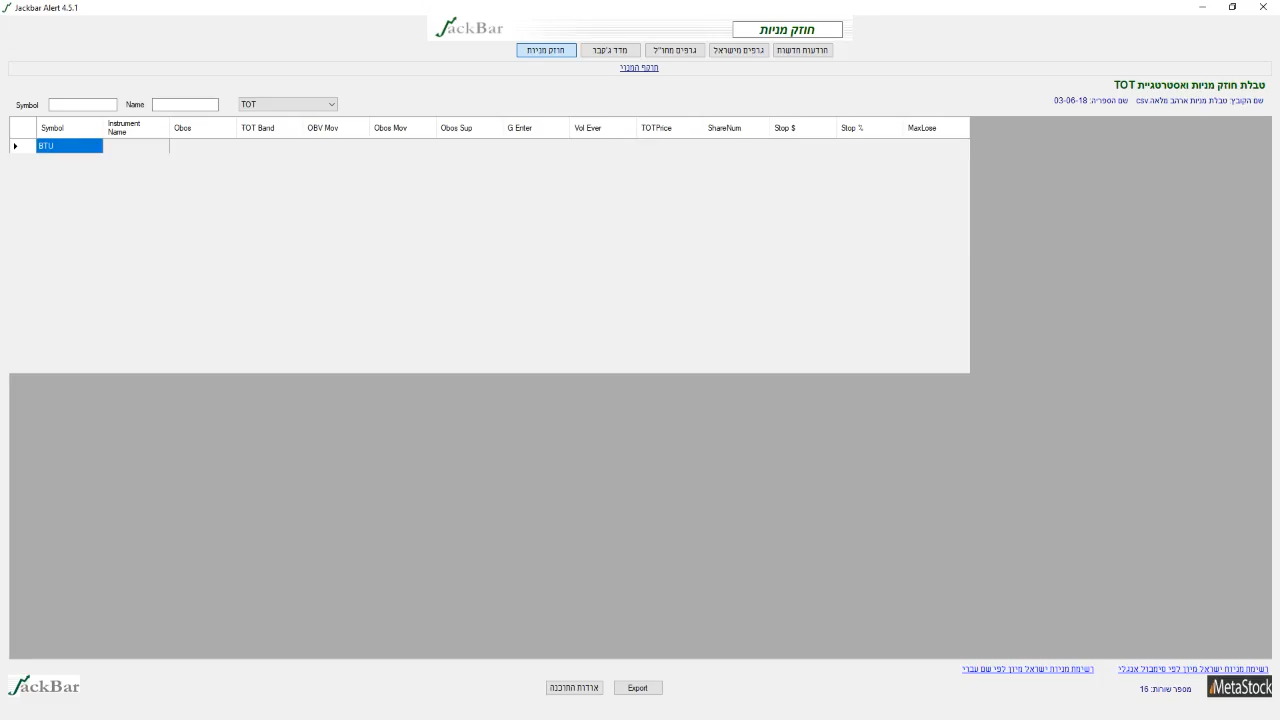 Jackbar Alert 4.5.1
JackBar
חוזק מניות
חוזק מניות
מדד ג'קבר
גרפים מחו"ל
גרפים מישראל
הודעות חדשות
תוקף המנוי
טבלת חוזק מניות ואסטרטגיית TOT
שם הקובץ: טבלת מניות ארהב מלאה.csv שם הספריה: 03-06-18
Symbol Name TOT
Symbol Instrument Name Obos TOT Band OBV Mov Obos Mov Obos Sup G Enter Vol Ever TOTPrice ShareNum Stop $ Stop % MaxLose
BTU
רשימת מניות ישראל מיון לפי סימבול אנגלי
רשימת מניות ישראל מיון לפי שם עברי
JackBar
אודות התוכנה
Export
מספר שורות: 16
MetaStock